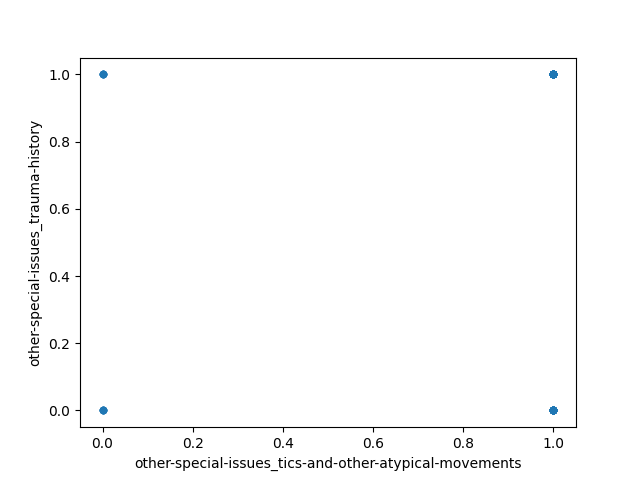 1.0
0.8
0.6
0.4
0.2
0.0
other-special-issues_trauma-history
0.0 0.2 0.4 0.6 0.8 1.0
other-special-issues_tics-and-other-atypical-movements